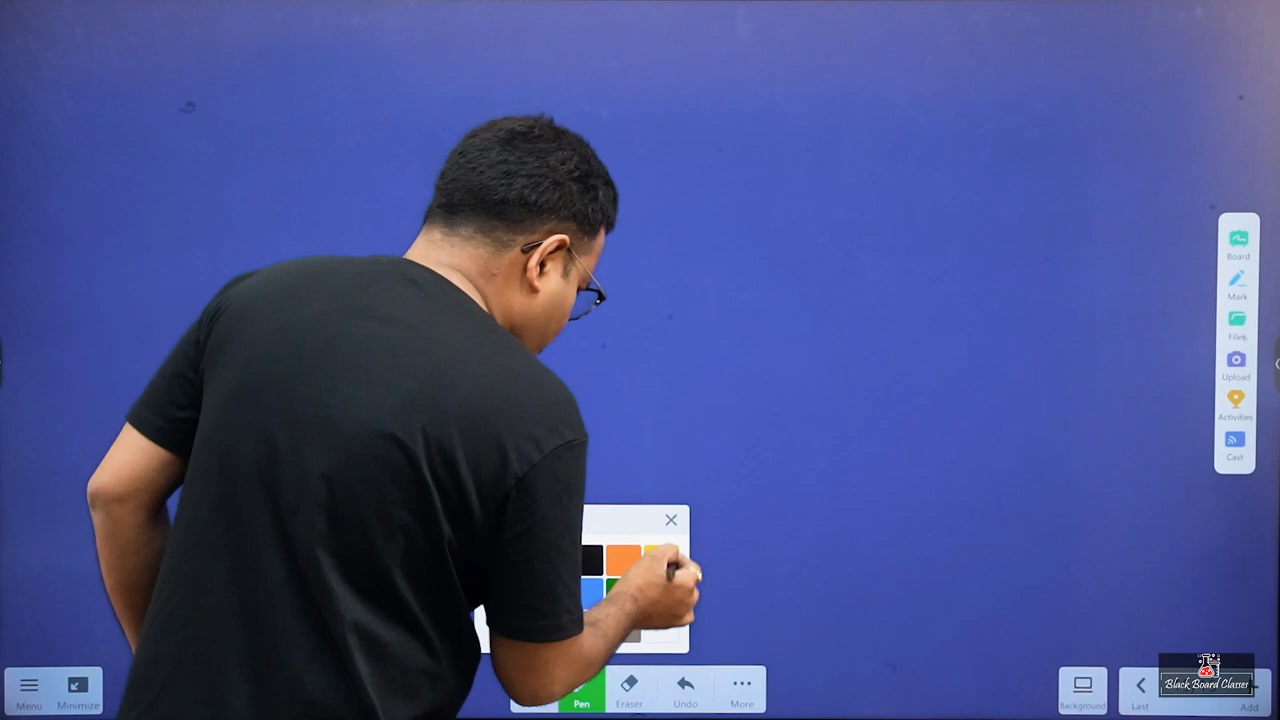 Board
Mark
Files
Upload
Activities
Cast
Menu
Minimize
Pen
Eraser
Undo
More
Background
Last
Black Board Classes
Add